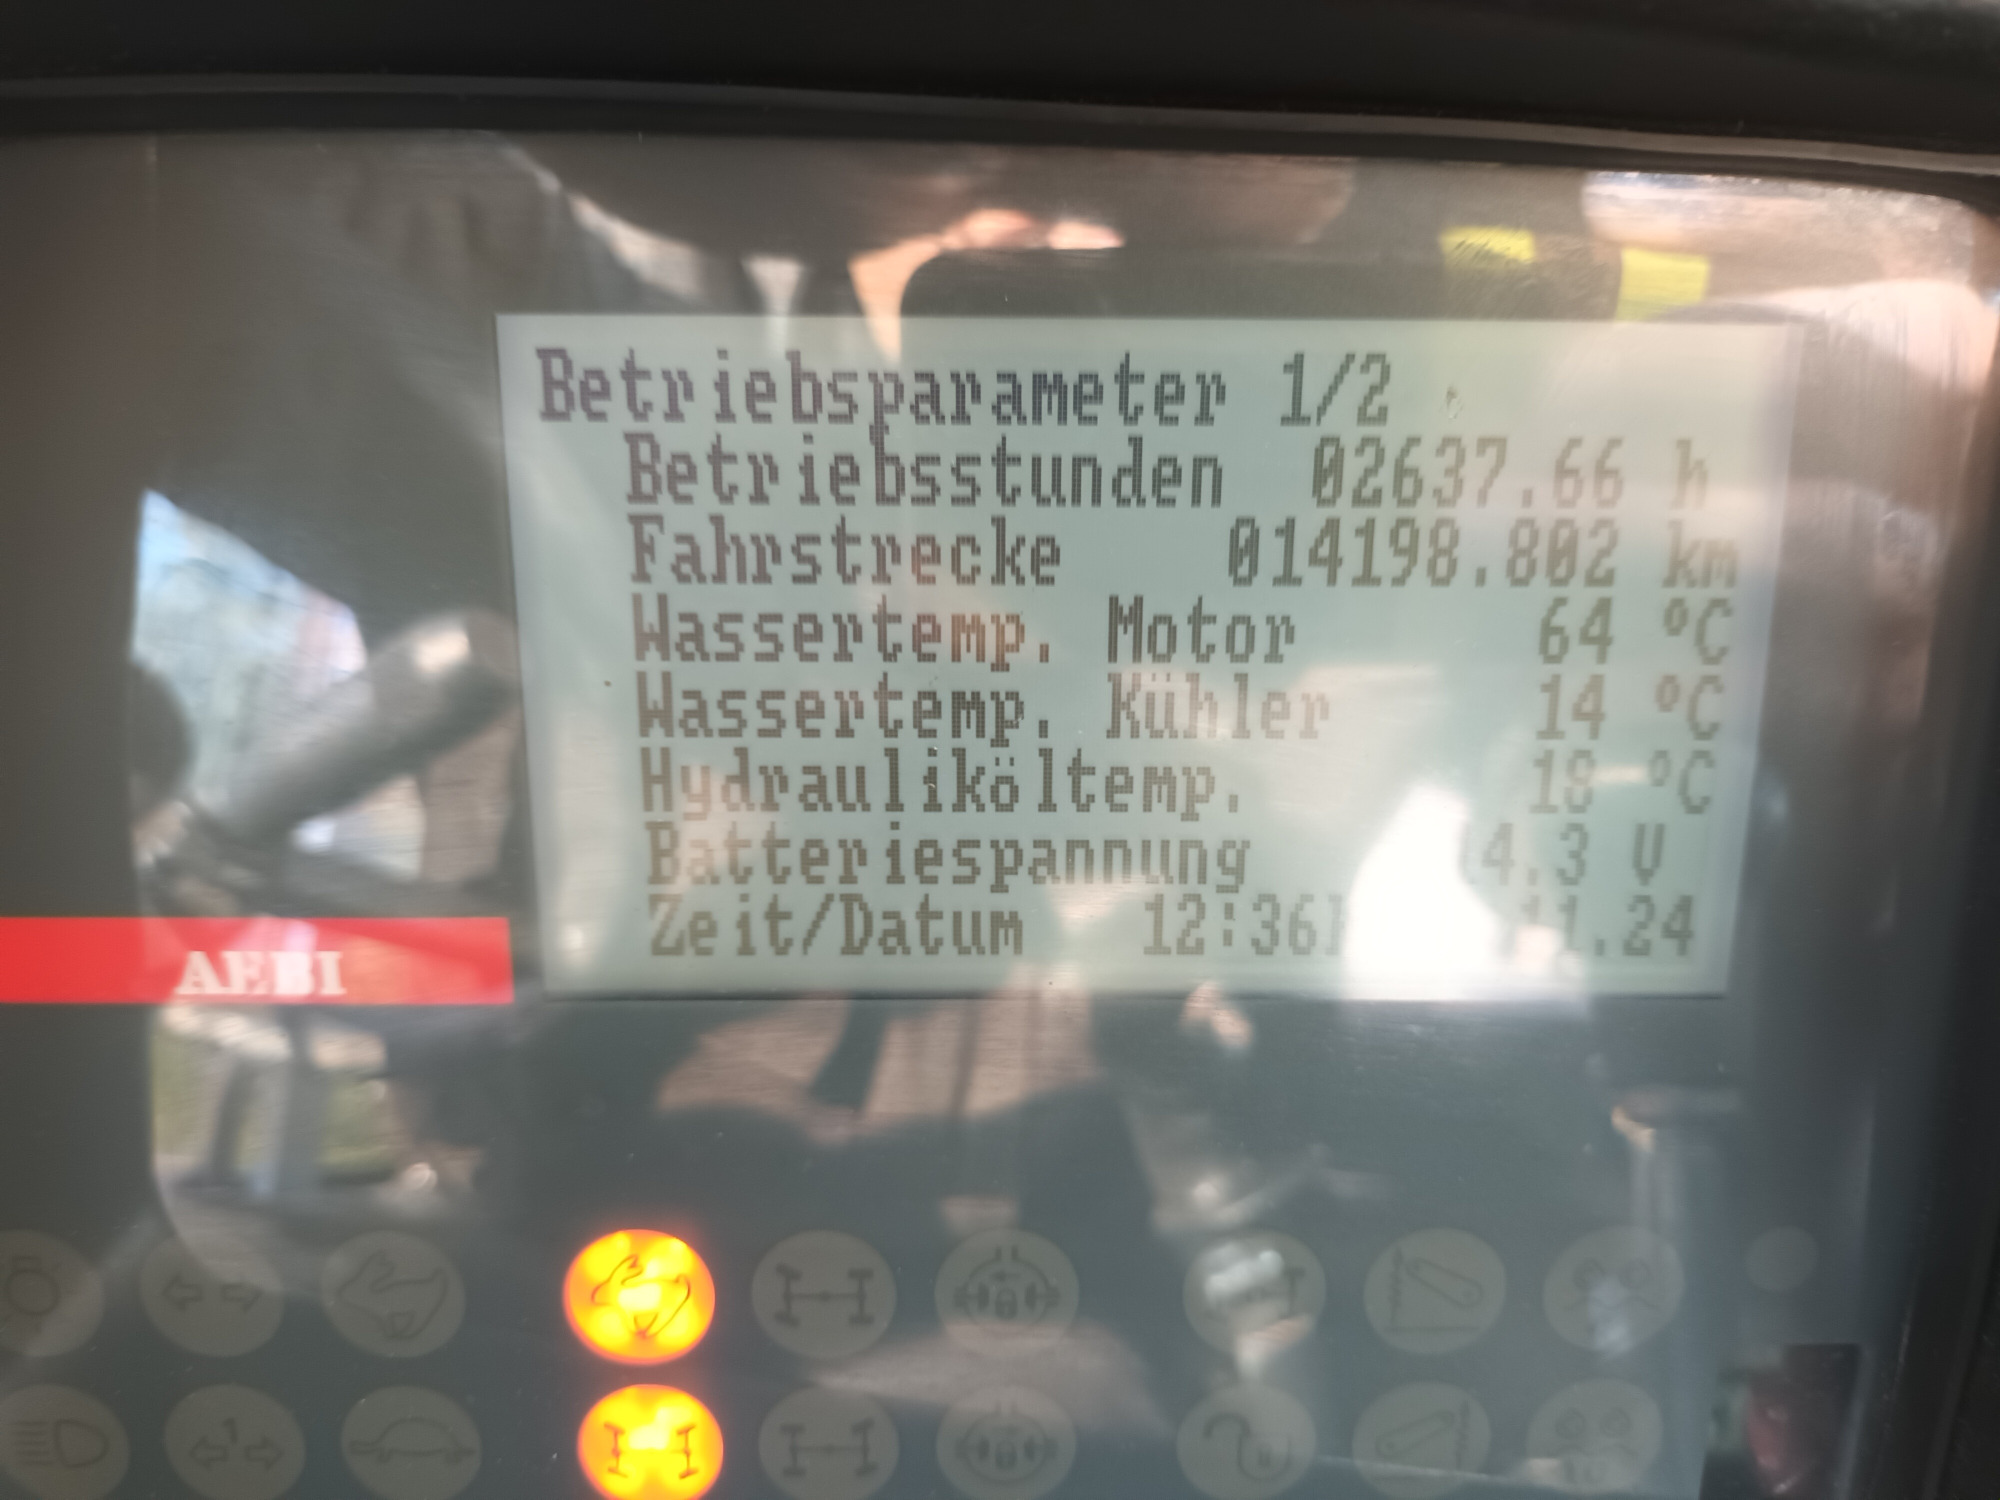 Betriebsparameter 1/2
Betriebsstunden 02637.66 h
Fahrstrecke 014198.802 km
Wassertemp. Motor 64 °C
Wassertemp. Kühler 14 °C
Hydrauliköltemp. 18 °C
Batteriespannung V
Zeit/Datum
AEBI